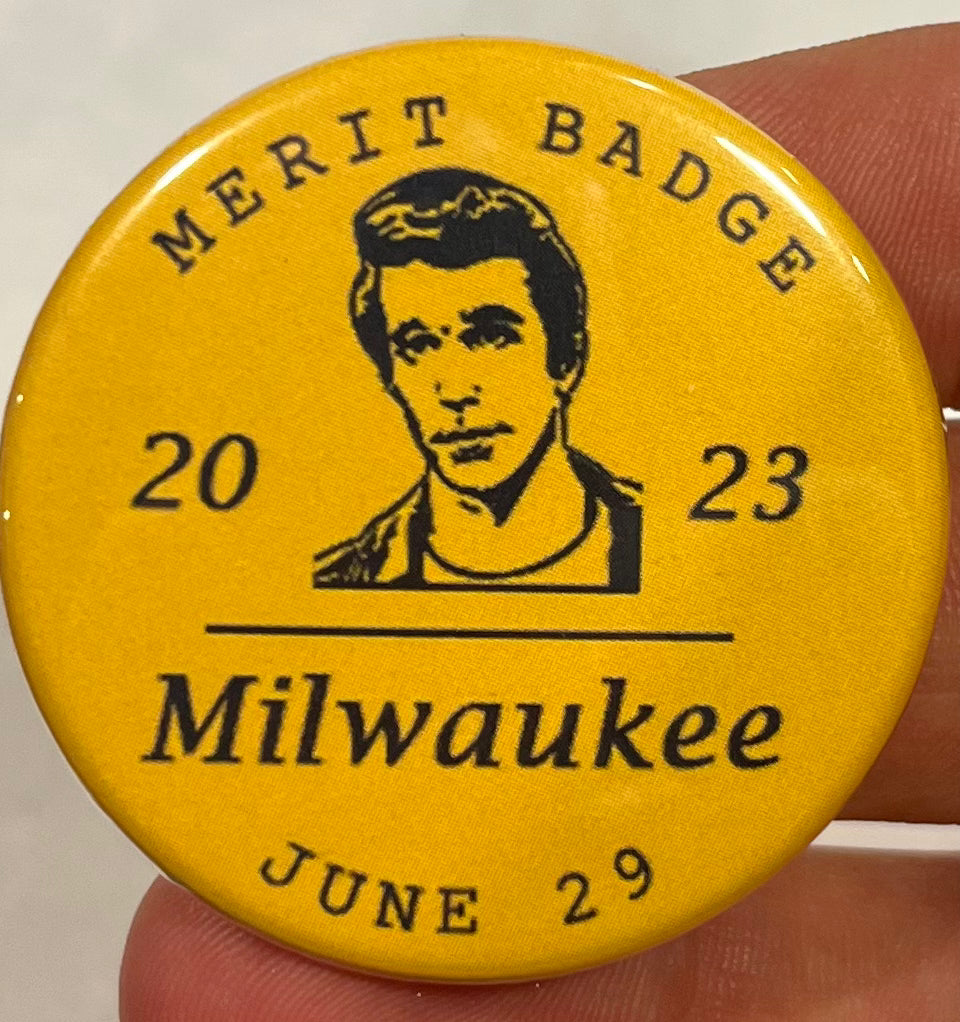 MERIT BADGE
20 23
Milwaukee
JUNE 29